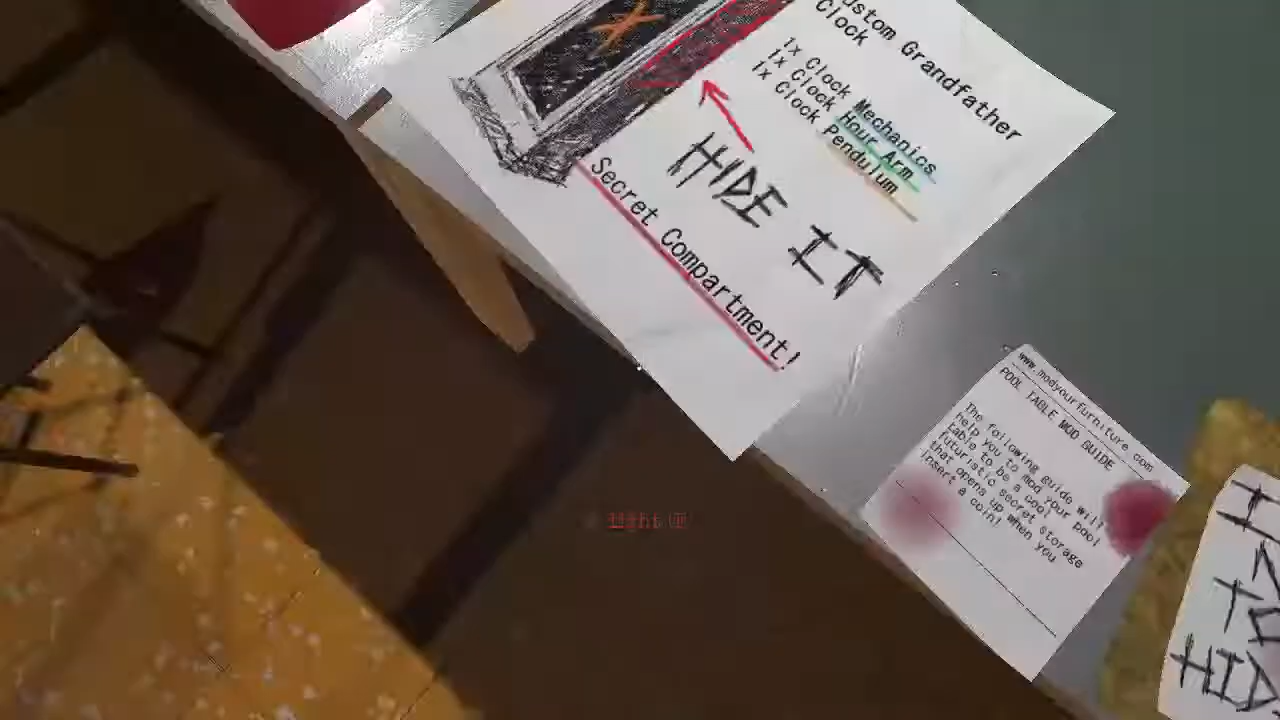 ustom Grandfather
Clock
1x Clock Mechanics
1x Clock Hour Arm
1x Clock Pendulum
HIDE IT
Secret Compartment!
www.modyourfurniture.com
POOL TABLE MOD GUIDE
The following guide will
help you to mod your pool
table to be a cool
futuristic secret storage
that opens up when you
insert a coin!
HID